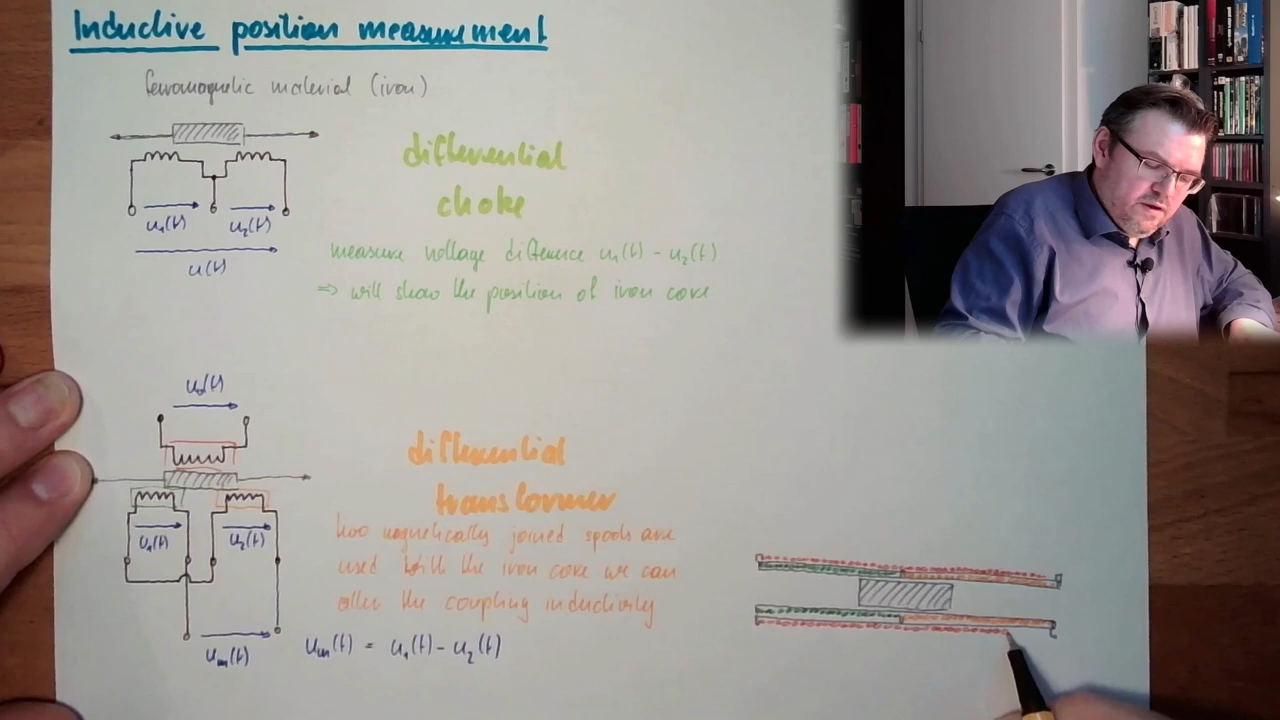 Inductive position measurement
ferromagnetic material (iron)
differential
choke
u₁(t) u₂(t)
u(t)
measure voltage difference u₁(t) - u₂(t)
⇒ will show the position of iron core
u₀(t)
differential
transformer
u₁(t) u₂(t)
two magnetically joined spools are
used with the iron core we can
alter the coupling inductivity
uₘ(t) = u₁(t) - u₂(t)
uₘ(t)